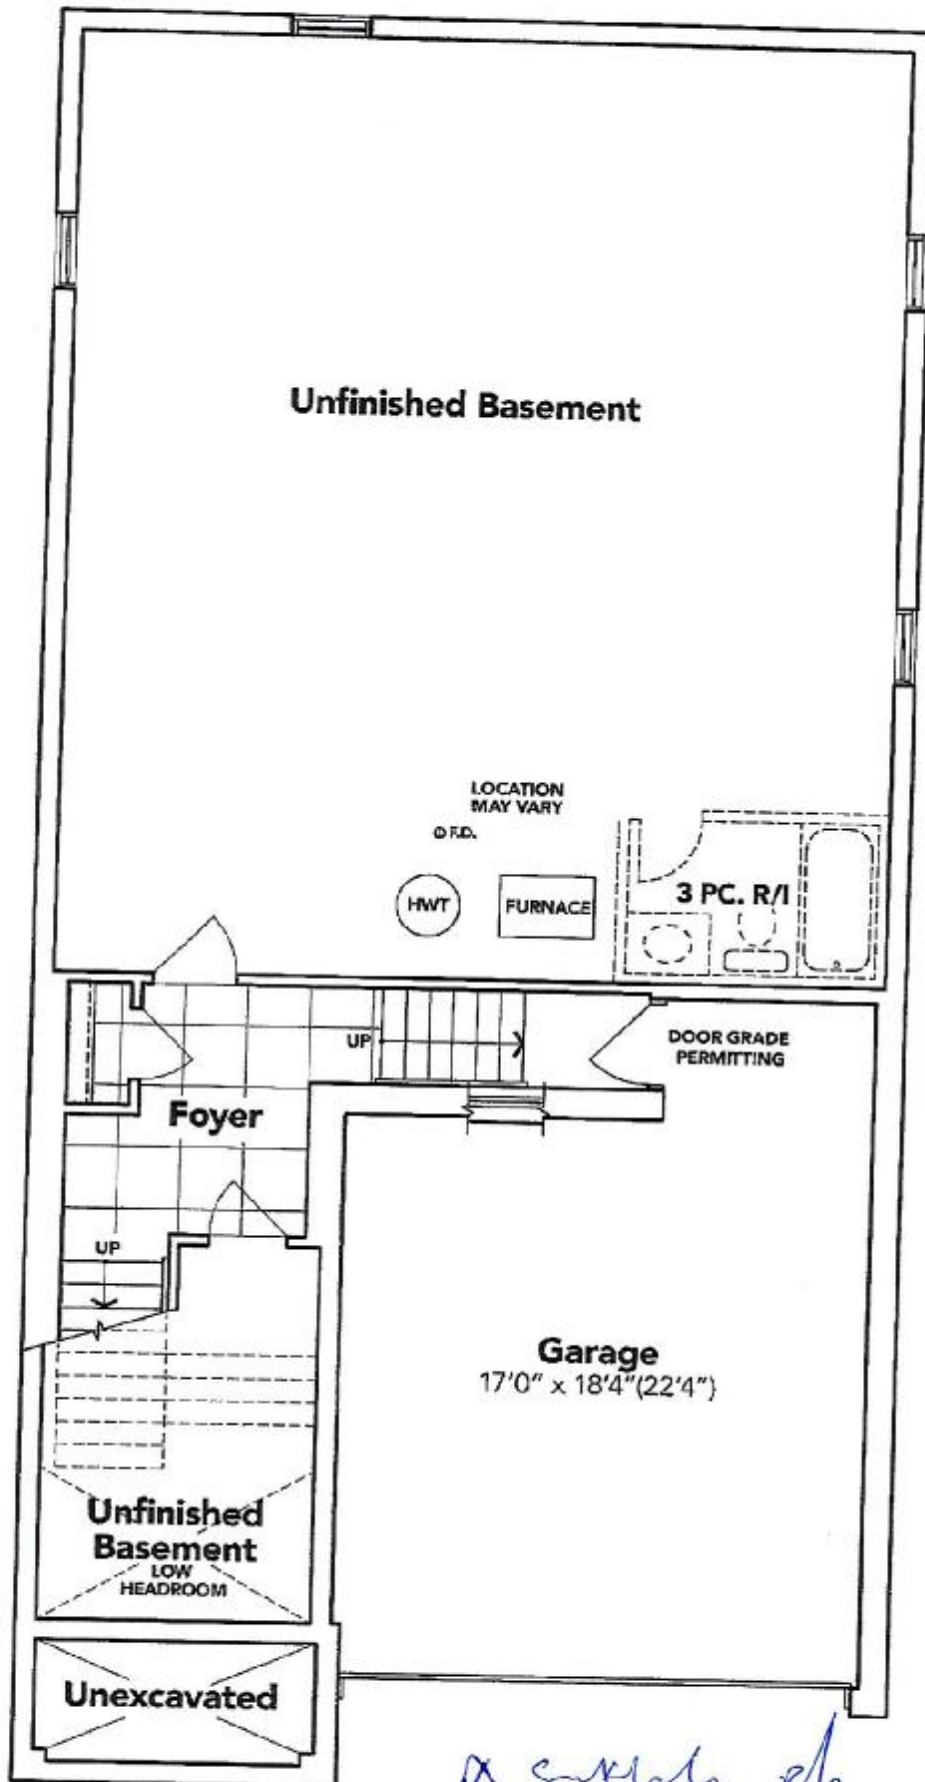 Unfinished Basement
LOCATION
MAY VARY
F.D.
HWT
FURNACE
3 PC. R/I
UP
DOOR GRADE
PERMITTING
Foyer
UP
Garage
17'0" x 18'4"(22'4")
Unfinished
Basement
LOW
HEADROOM
Unexcavated